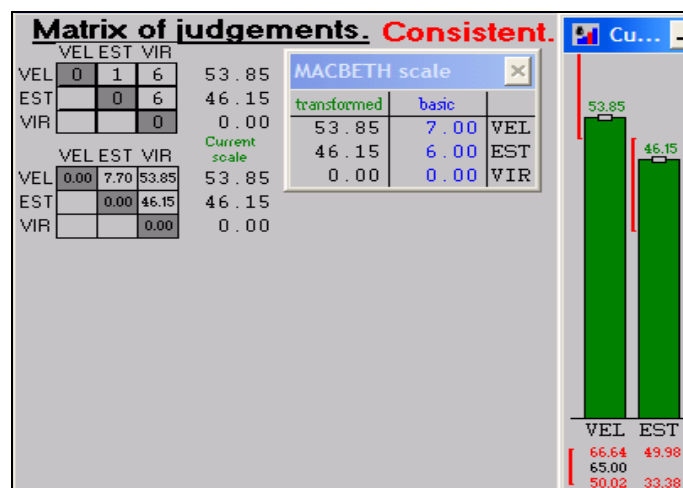 Matrix of judgements. Consistent.
VEL EST VIR
VEL 0 1 6 53.85
EST 0 6 46.15
VIR 0 0.00
Current
scale
VEL EST VIR
VEL 0.00 7.70 53.85 53.85
EST 0.00 46.15 46.15
VIR 0.00 0.00
MACBETH scale
transformed basic
53.85 7.00 VEL
46.15 6.00 EST
0.00 0.00 VIR
Cu...
53.85
46.15
VEL EST
66.64 49.98
65.00
50.02 33.38